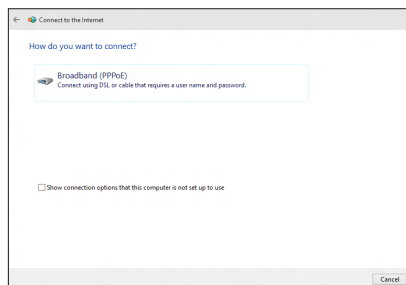 Connect to the Internet
How do you want to connect?
Broadband (PPPoE)
Connect using DSL or cable that requires a user name and password.
Show connection options that this computer is not set up to use
Cancel